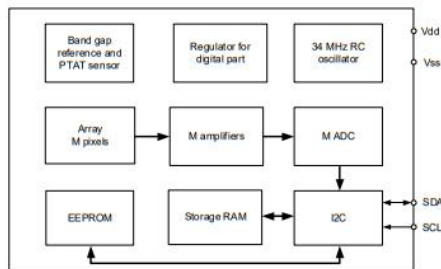 Band gap
reference and
PTAT sensor
Regulator for
digital part
34 MHz RC
oscillator
Vdd
Vss
Array
M pixels
M amplifiers
M ADC
EEPROM
Storage RAM
I2C
SDA
SCL